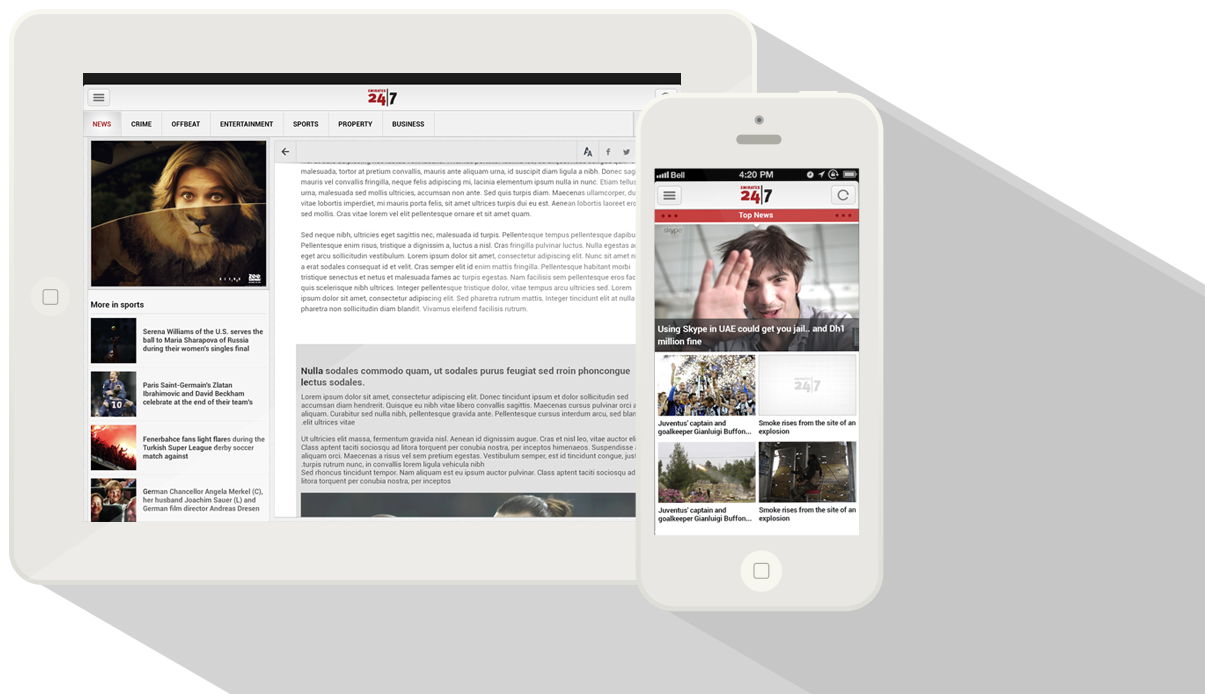 EMIRATES
24|7
NEWS
CRIME
OFFBEAT
ENTERTAINMENT
SPORTS
PROPERTY
BUSINESS
ALIVE
zee
More in sports
Serena Williams of the U.S. serves the
ball to Maria Sharapova of Russia
during their women's singles final
Paris Saint-Germain's Zlatan
Ibrahimovic and David Beckham
celebrate at the end of their team's
Fenerbahce fans light flares during the
Turkish Super League derby soccer
match against
German Chancellor Angela Merkel (C),
her husband Joachim Sauer (L) and
German film director Andreas Dresen
malesuada, tortor at pretium convallis, mauris ante aliquam diam, id suscipit diam ligula a nibh. Donec sag
mauris vel convallis fringilla, neque felis adipiscing mi, lacinia elementum ipsum nulla in nunc. Etiam tellus
urna, malesuada sed mollis ultricies, accumsan non ante. Sed quis turpis diam. Maecenas ullamcorper, du
vitae lobortis imperdiet, mi mauris porta felis, sit amet ultrices turpis dui eu est. Aenean lobortis laoreet ero
sed mollis. Cras vitae lorem vel elit pellentesque ornare et sit amet quam.
Sed neque nibh, ultricies eget sagittis nec, malesuada id turpis. Pellentesque tempus pellentesque dapibu
Pellentesque enim risus, tristique a dignissim a, luctus a nisl. Cras fringilla pulvinar luctus. Nulla egestas a
eget arcu sollicitudin vestibulum. Lorem ipsum dolor sit amet, consectetur adipiscing elit. Nunc sit amet n
a erat sodales consequat id et velit. Cras semper elit id enim mattis fringilla. Pellentesque habitant morbi
tristique senectus et netus et malesuada fames ac turpis egestas. Nam facilisis sem pellentesque eros fac
quis scelerisque nibh ultrices. Integer pellentesque tristique dolor, vitae tempus arcu ultricies sed. Lorem
ipsum dolor sit amet, consectetur adipiscing elit. Sed pharetra rutrum mattis. Integer tincidunt elit at nulla
pharetra non sollicitudin diam blandit. Vivamus eleifend facilisis rutrum.
Nulla sodales commodo quam, ut sodales purus feugiat sed rroin phoncongue
lectus sodales.
Lorem ipsum dolor sit amet, consectetur adipiscing elit. Donec tincidunt ipsum et dolor sollicitudin sed
accumsan diam hendrerit. Quisque eu nibh vitae libero convallis sagittis. Maecenas cursus pulvinar orci a
aliquam. Curabitur sed nulla nibh, pellentesque gravida ante. Pellentesque cursus interdum arcu, sed blan
.elit ultrices vitae
Ut ultricies elit massa, fermentum gravida nisl. Aenean id dignissim augue. Cras et nisl leo, vitae auctor eli
Class aptent taciti sociosqu ad litora torquent per conubia nostra, per inceptos himenaeos. Suspendisse a
aliquam orci. Maecenas a risus vel sem pretium egestas. Vestibulum semper, est id tincidunt congue, just
.turpis rutrum nunc, in convallis lorem ligula vehicula nibh
Sed rhoncus tincidunt tempor. Nam aliquam est eu ipsum auctor pulvinar. Class aptent taciti sociosqu ad
litora torquent per conubia nostra, per inceptos
Bell
4:20 PM
EMIRATES
24|7
Top News
skype
Using Skype in UAE could get you jail.. and Dh1
million fine
24|7
Juventus' captain and
goalkeeper Gianluigi Buffon...
Smoke rises from the site of an
explosion
Juventus' captain and
goalkeeper Gianluigi Buffon...
Smoke rises from the site of an
explosion